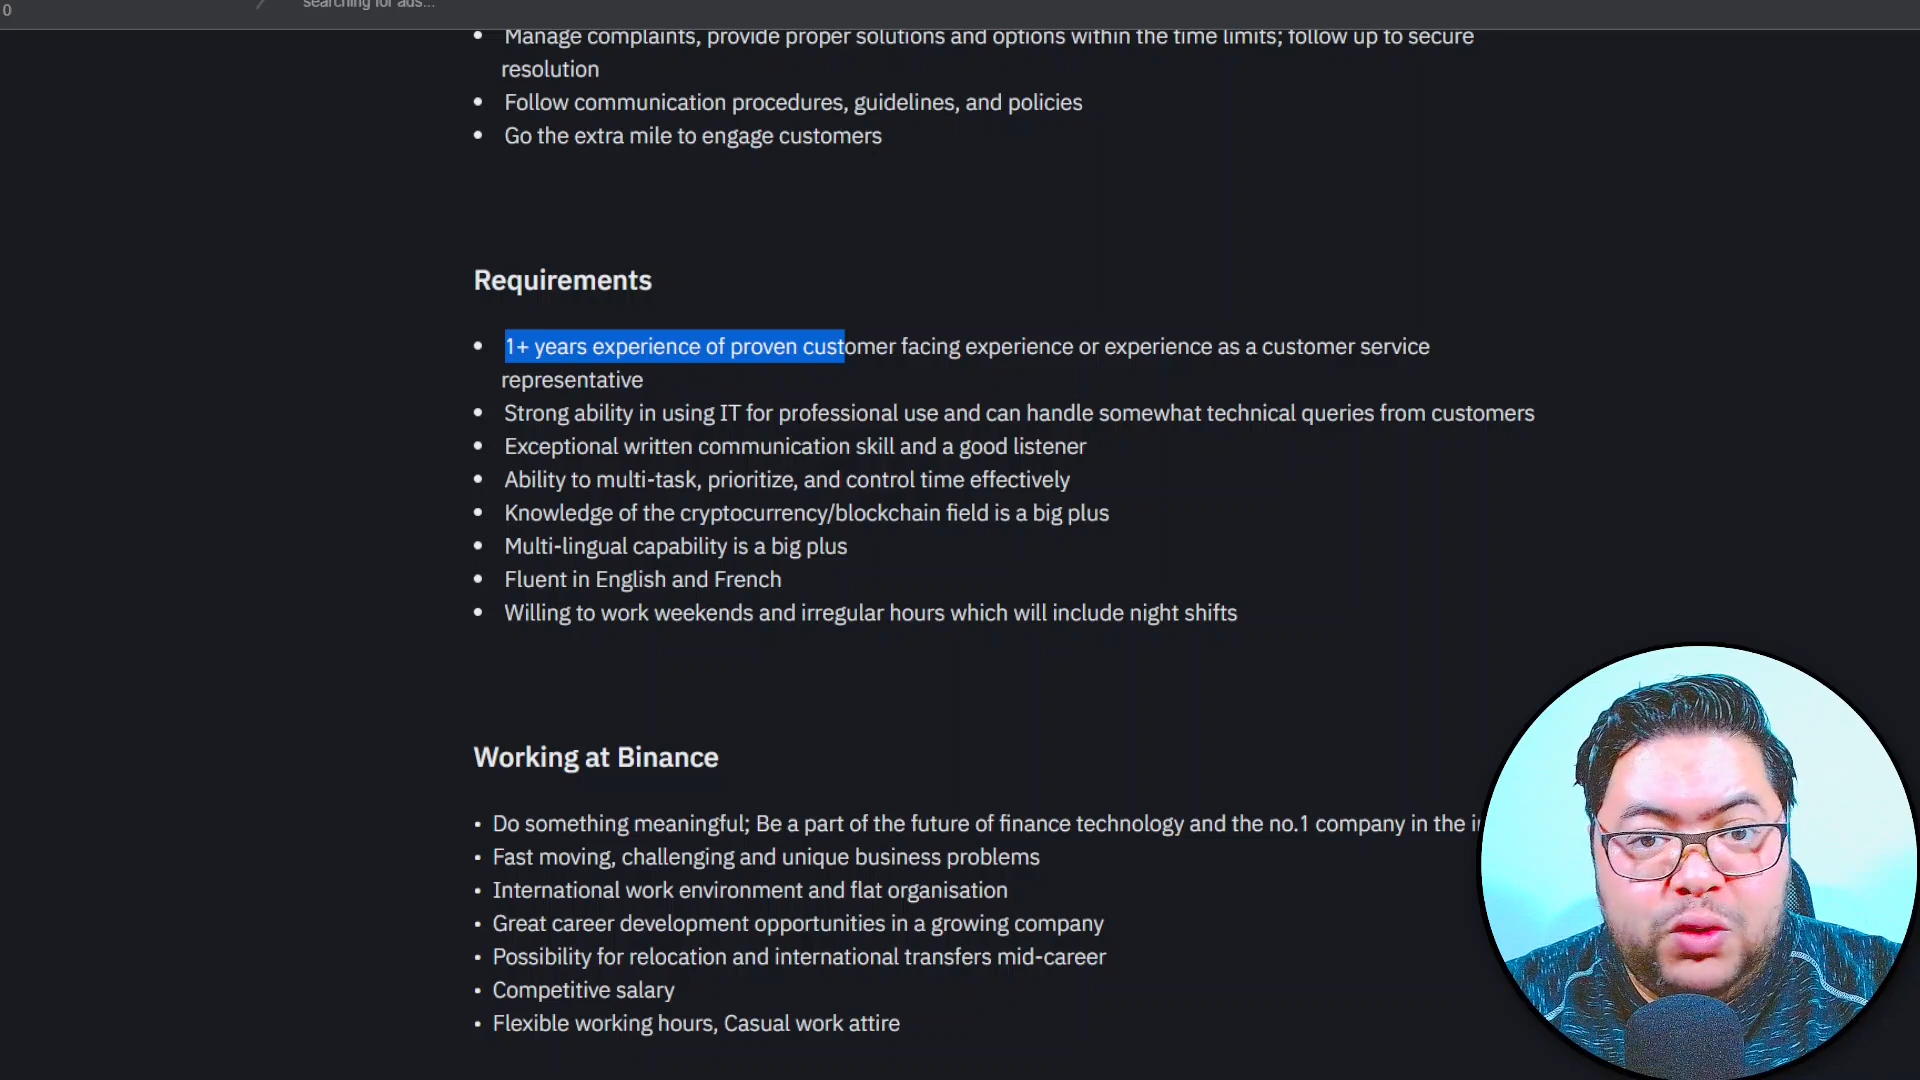 0
searching for ads...
Manage complaints, provide proper solutions and options within the time limits; follow up to secure
resolution
Follow communication procedures, guidelines, and policies
Go the extra mile to engage customers
Requirements
1+ years experience of proven customer facing experience or experience as a customer service
representative
Strong ability in using IT for professional use and can handle somewhat technical queries from customers
Exceptional written communication skill and a good listener
Ability to multi-task, prioritize, and control time effectively
Knowledge of the cryptocurrency/blockchain field is a big plus
Multi-lingual capability is a big plus
Fluent in English and French
Willing to work weekends and irregular hours which will include night shifts
Working at Binance
Do something meaningful; Be a part of the future of finance technology and the no.1 company in the
Fast moving, challenging and unique business problems
International work environment and flat organisation
Great career development opportunities in a growing company
Possibility for relocation and international transfers mid-career
Competitive salary
Flexible working hours, Casual work attire